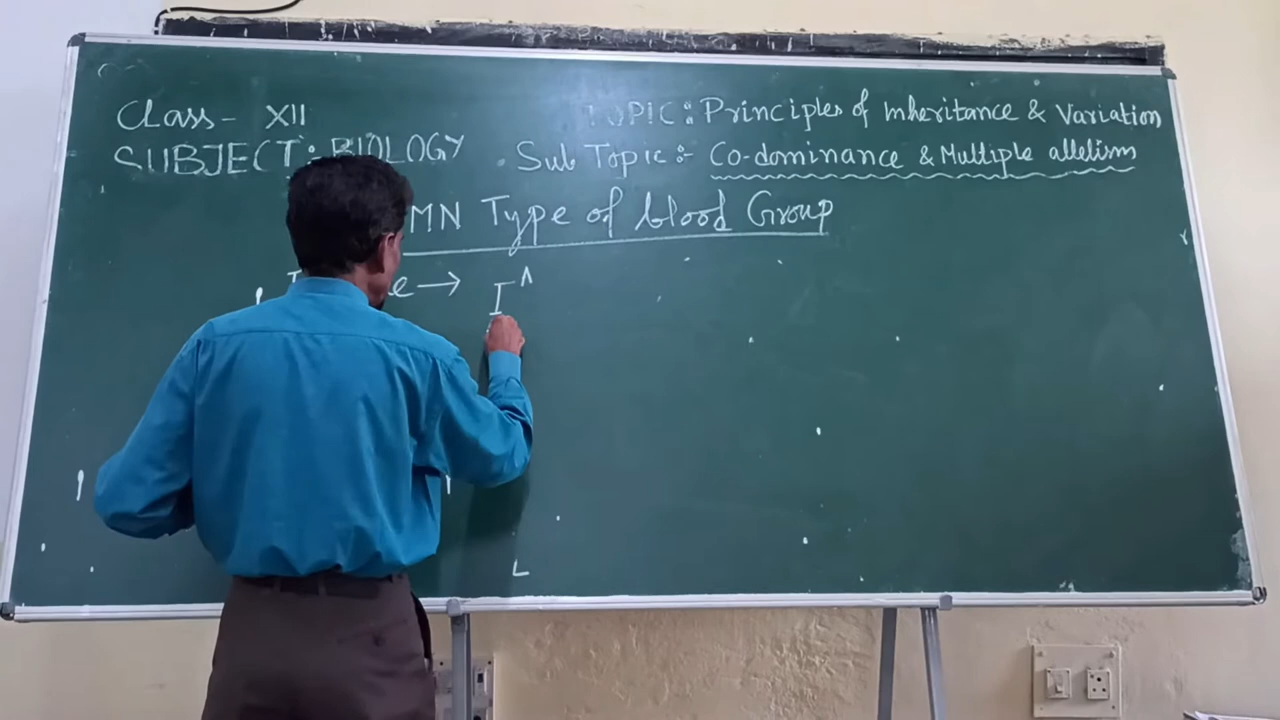 Class - XII
TOPIC : Principles of Inheritance & Variation
SUBJECT : BIOLOGY
Sub Topic :- Co-dominance & Multiple allelism
MN Type of blood Group
e → I^A